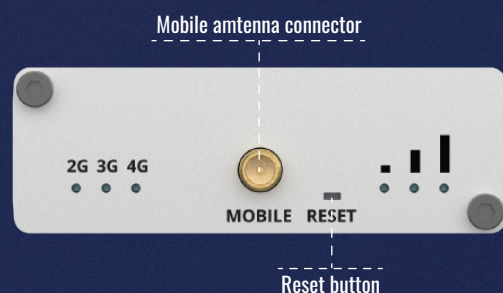 Mobile amtenna connector
2G 3G 4G
MOBILE RESET
Reset button